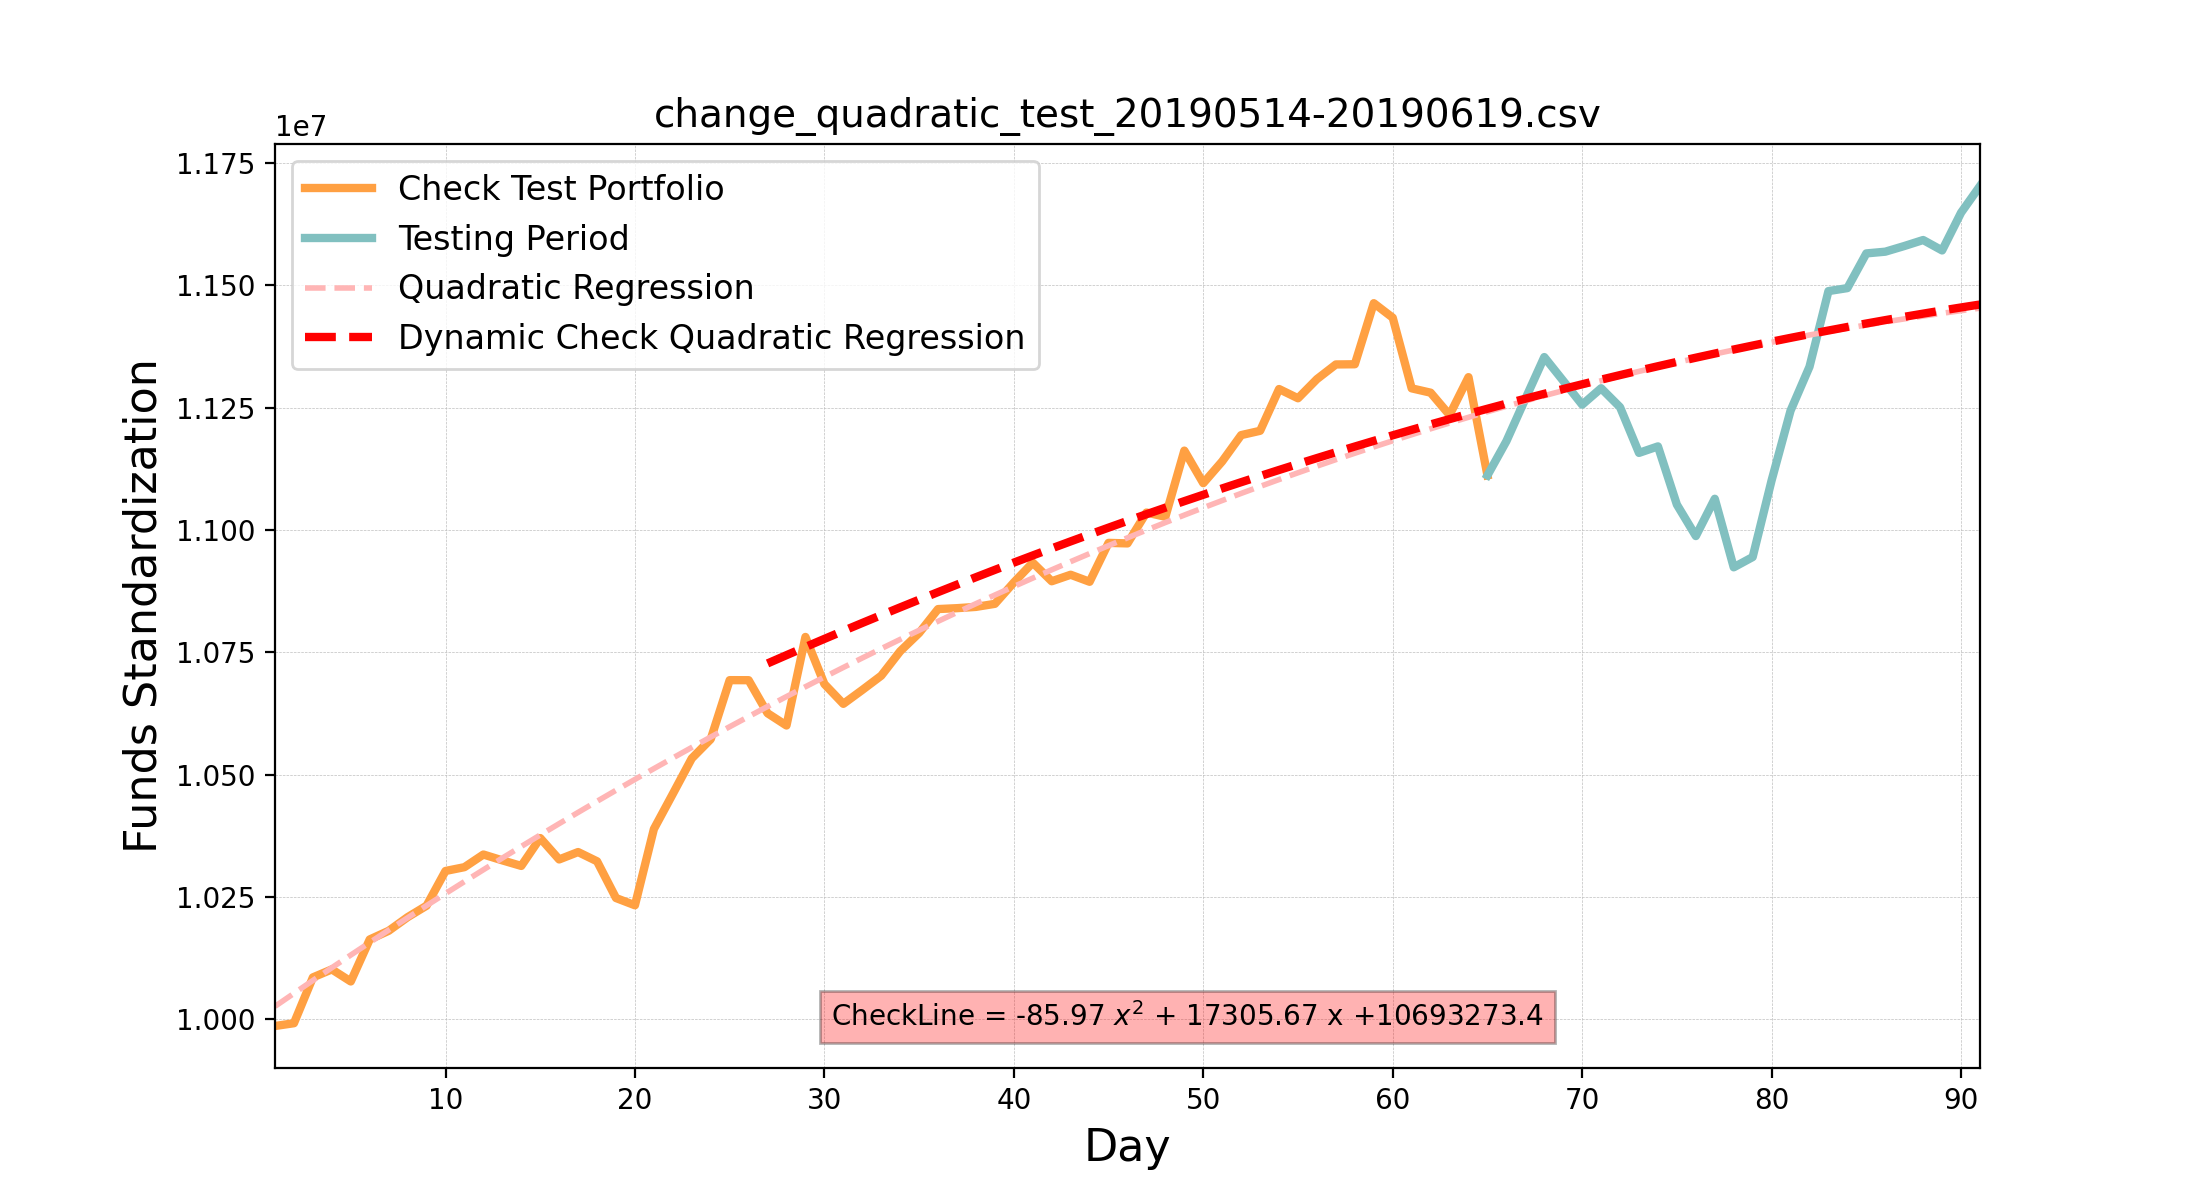 change_quadratic_test_20190514-20190619.csv
1e7
Check Test Portfolio
Testing Period
Quadratic Regression
Dynamic Check Quadratic Regression
1.175
1.150
1.125
1.100
1.075
1.050
1.025
1.000
Funds Standardization
CheckLine = -85.97 x² + 17305.67 x +10693273.4
10 20 30 40 50 60 70 80 90
Day